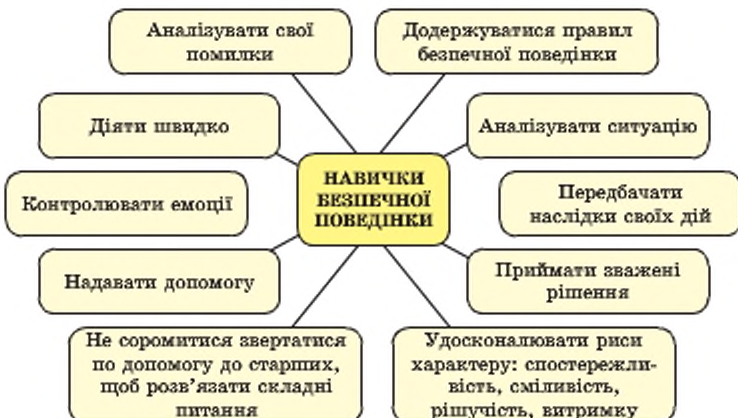 Аналізувати свої
помилки
Додержуватися правил
безпечної поведінки
Діяти швидко
Аналізувати ситуацію
НАВИЧКИ
БЕЗПЕЧНОЇ
ПОВЕДІНКИ
Контролювати емоції
Передбачати
наслідки своїх дій
Надавати допомогу
Приймати зважені
рішення
Не соромитися звертатися
по допомогу до старших,
щоб розв’язати складні
питання
Удосконалювати риси
характеру: спостережли-
вість, сміливість,
рішучість, витримку